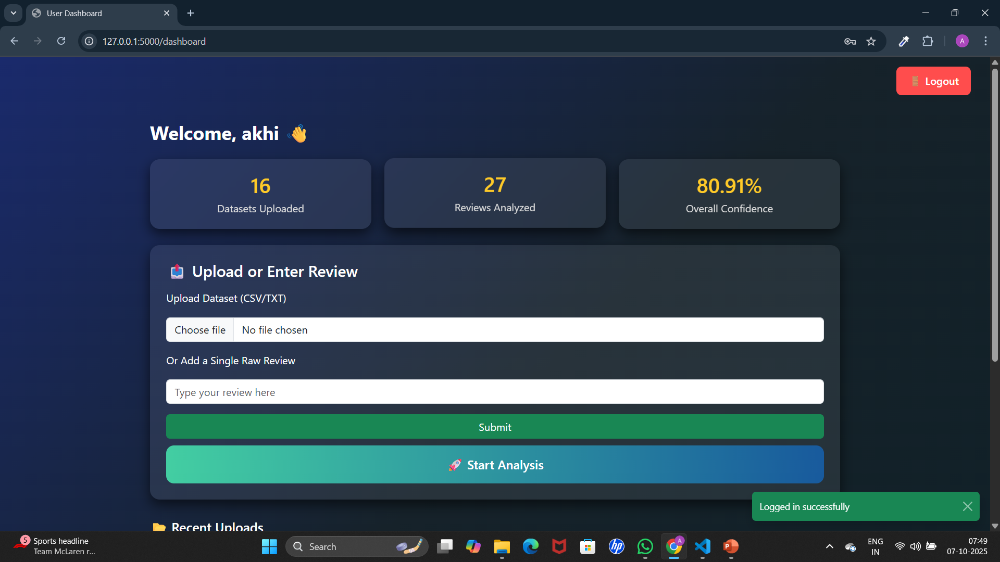 User Dashboard
127.0.0.1:5000/dashboard
A
Logout
Welcome, akhi 👋
16
Datasets Uploaded
27
Reviews Analyzed
80.91%
Overall Confidence
Upload or Enter Review
Upload Dataset (CSV/TXT)
Choose file
No file chosen
Or Add a Single Raw Review
Type your review here
Submit
🚀 Start Analysis
Logged in successfully
Recent Uploads
5
Sports headline
Team McLaren r...
Search
hp
A
P
ENG
IN
07:49
07-10-2025